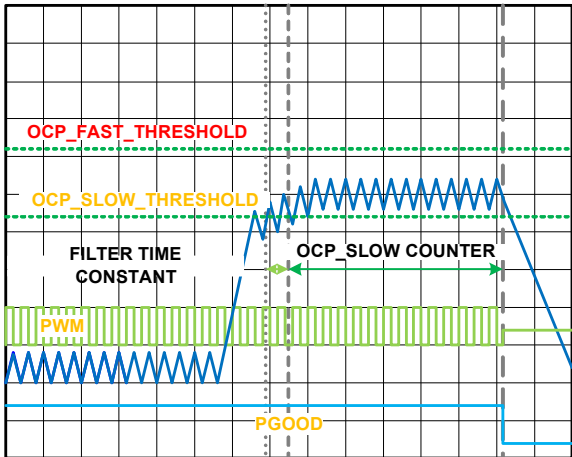 OCP_FAST_THRESHOLD
OCP_SLOW_THRESHOLD
FILTER TIME
CONSTANT
OCP_SLOW COUNTER
PWM
PGOOD